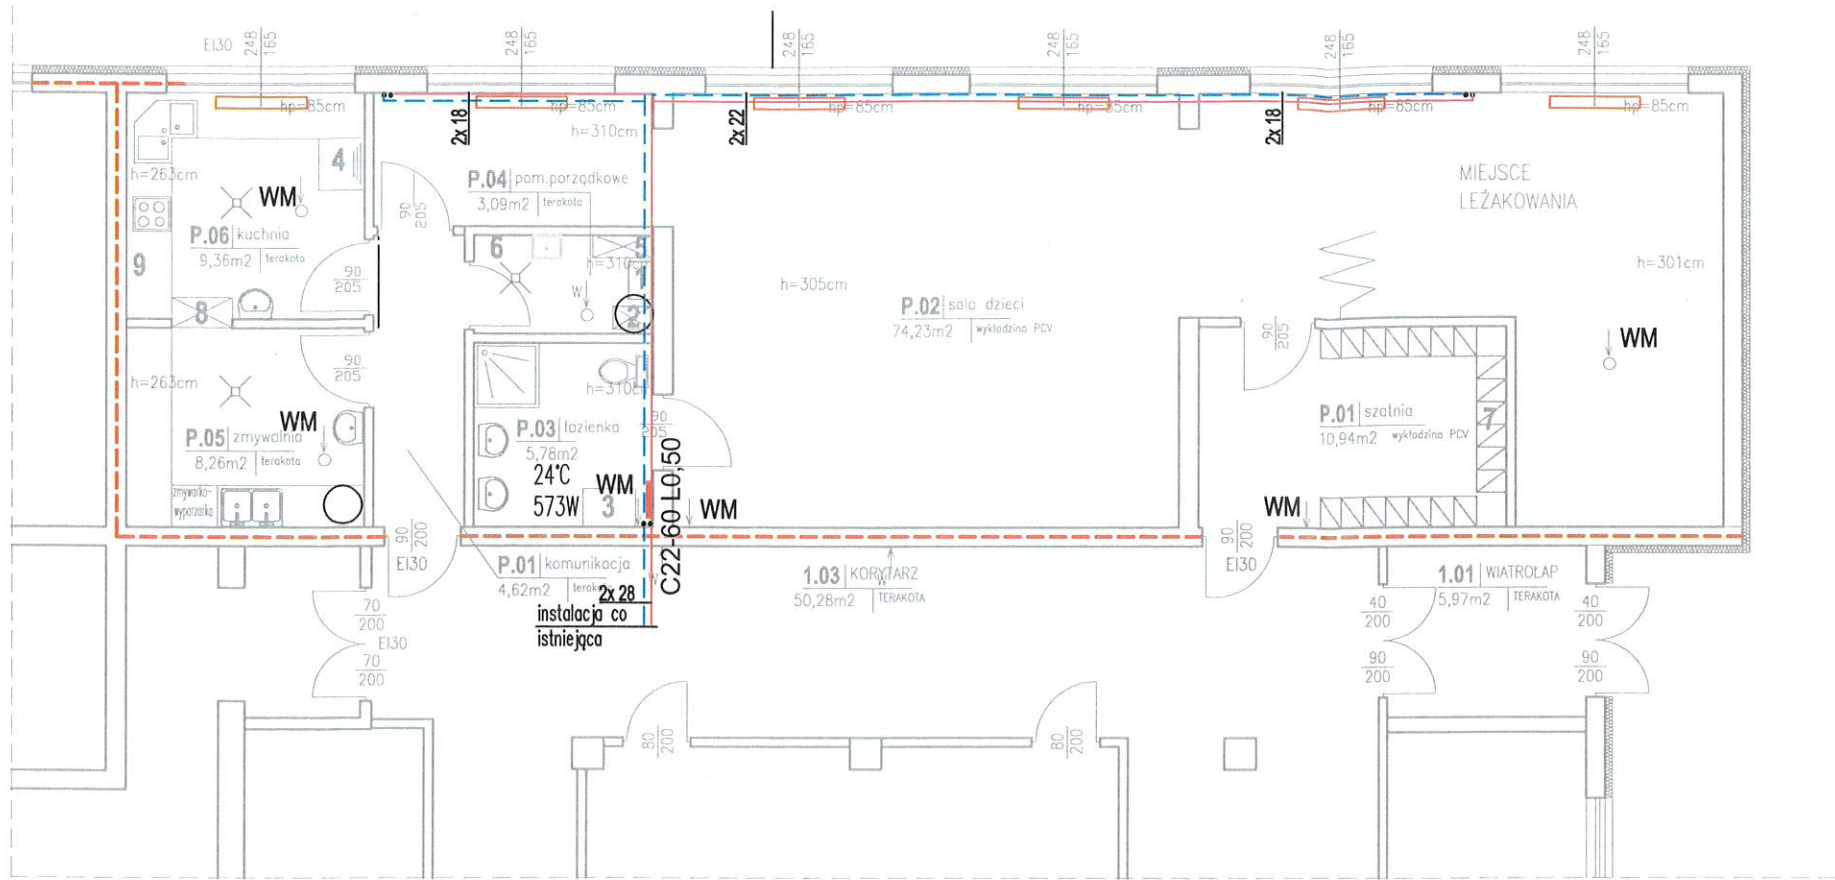 EI30
248
165
248
165
248
165
248
165
248
165
248
165
hp=85cm
hp=85cm
hp=85cm
hp=85cm
hp=85cm
hp=85cm
2x 18
2x 22
2x 18
h=310cm
MIEJSCE
LEŻAKOWANIA
h=263cm
4
WM
P.04 pom.porządkowe
3,09m2 terakota
90
205
P.06 kuchnia
9,36m2 terakota
9
8
90
205
6
5
h=310cm
1
W
2
h=305cm
P.02 sala dzieci
74,23m2 wykładzina PCV
h=301cm
WM
90
205
h=263cm
90
205
WM
P.05 zmywalnia
8,26m2 terakota
zmywarko-
wyparzarka
h=310cm
P.03 łazienka
5,78m2
24°C
573W
WM
3
90
205
C22-60 L0,50
WM
P.01 szatnia
10,94m2 wykładzina PCV
7
WM
90
200
EI30
90
200
EI30
P.01 komunikacja
4,62m2
2x 28
instalacja co
istniejąca
W
1.03 KORYTARZ
50,28m2 TERAKOTA
W
1.01 WIATROŁAP
5,97m2 TERAKOTA
70
200
EI30
70
200
40
200
40
200
90
200
90
200
80
200
80
200